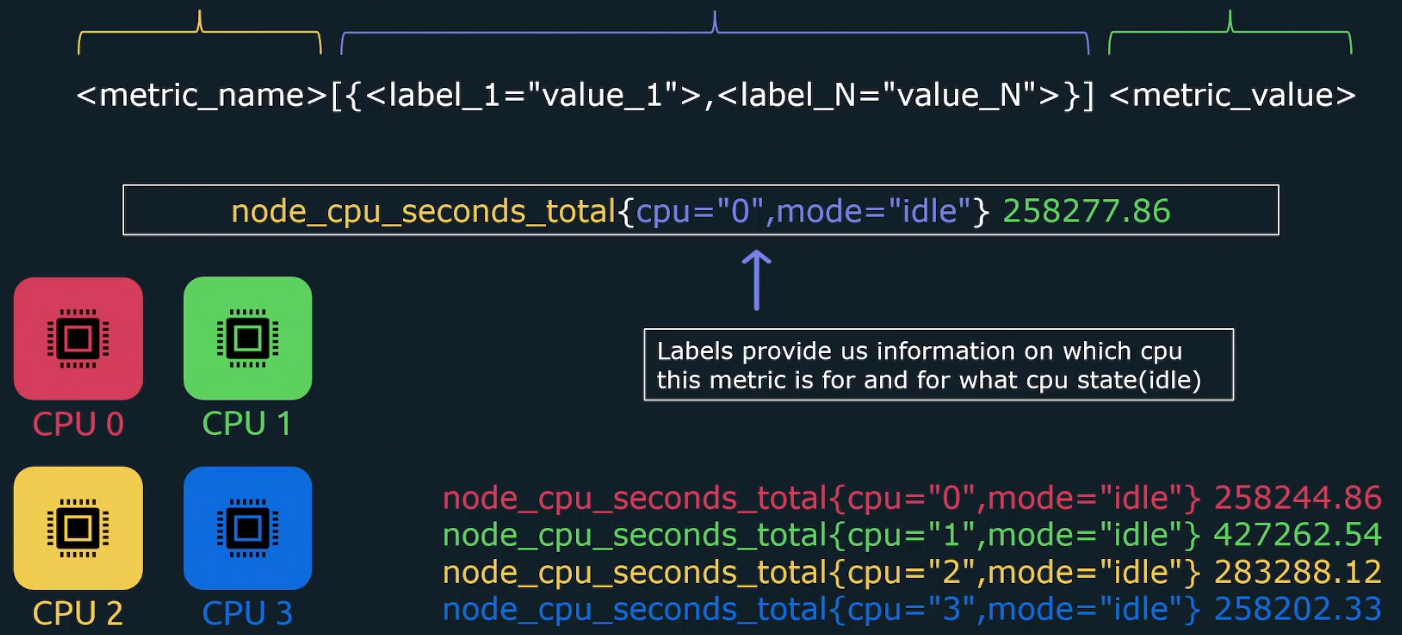 <metric_name>[{<label_1="value_1">,<label_N="value_N">}] <metric_value>
node_cpu_seconds_total{cpu="0",mode="idle"} 258277.86
Labels provide us information on which cpu
this metric is for and for what cpu state(idle)
CPU 0
CPU 1
CPU 2
CPU 3
node_cpu_seconds_total{cpu="0",mode="idle"} 258244.86
node_cpu_seconds_total{cpu="1",mode="idle"} 427262.54
node_cpu_seconds_total{cpu="2",mode="idle"} 283288.12
node_cpu_seconds_total{cpu="3",mode="idle"} 258202.33